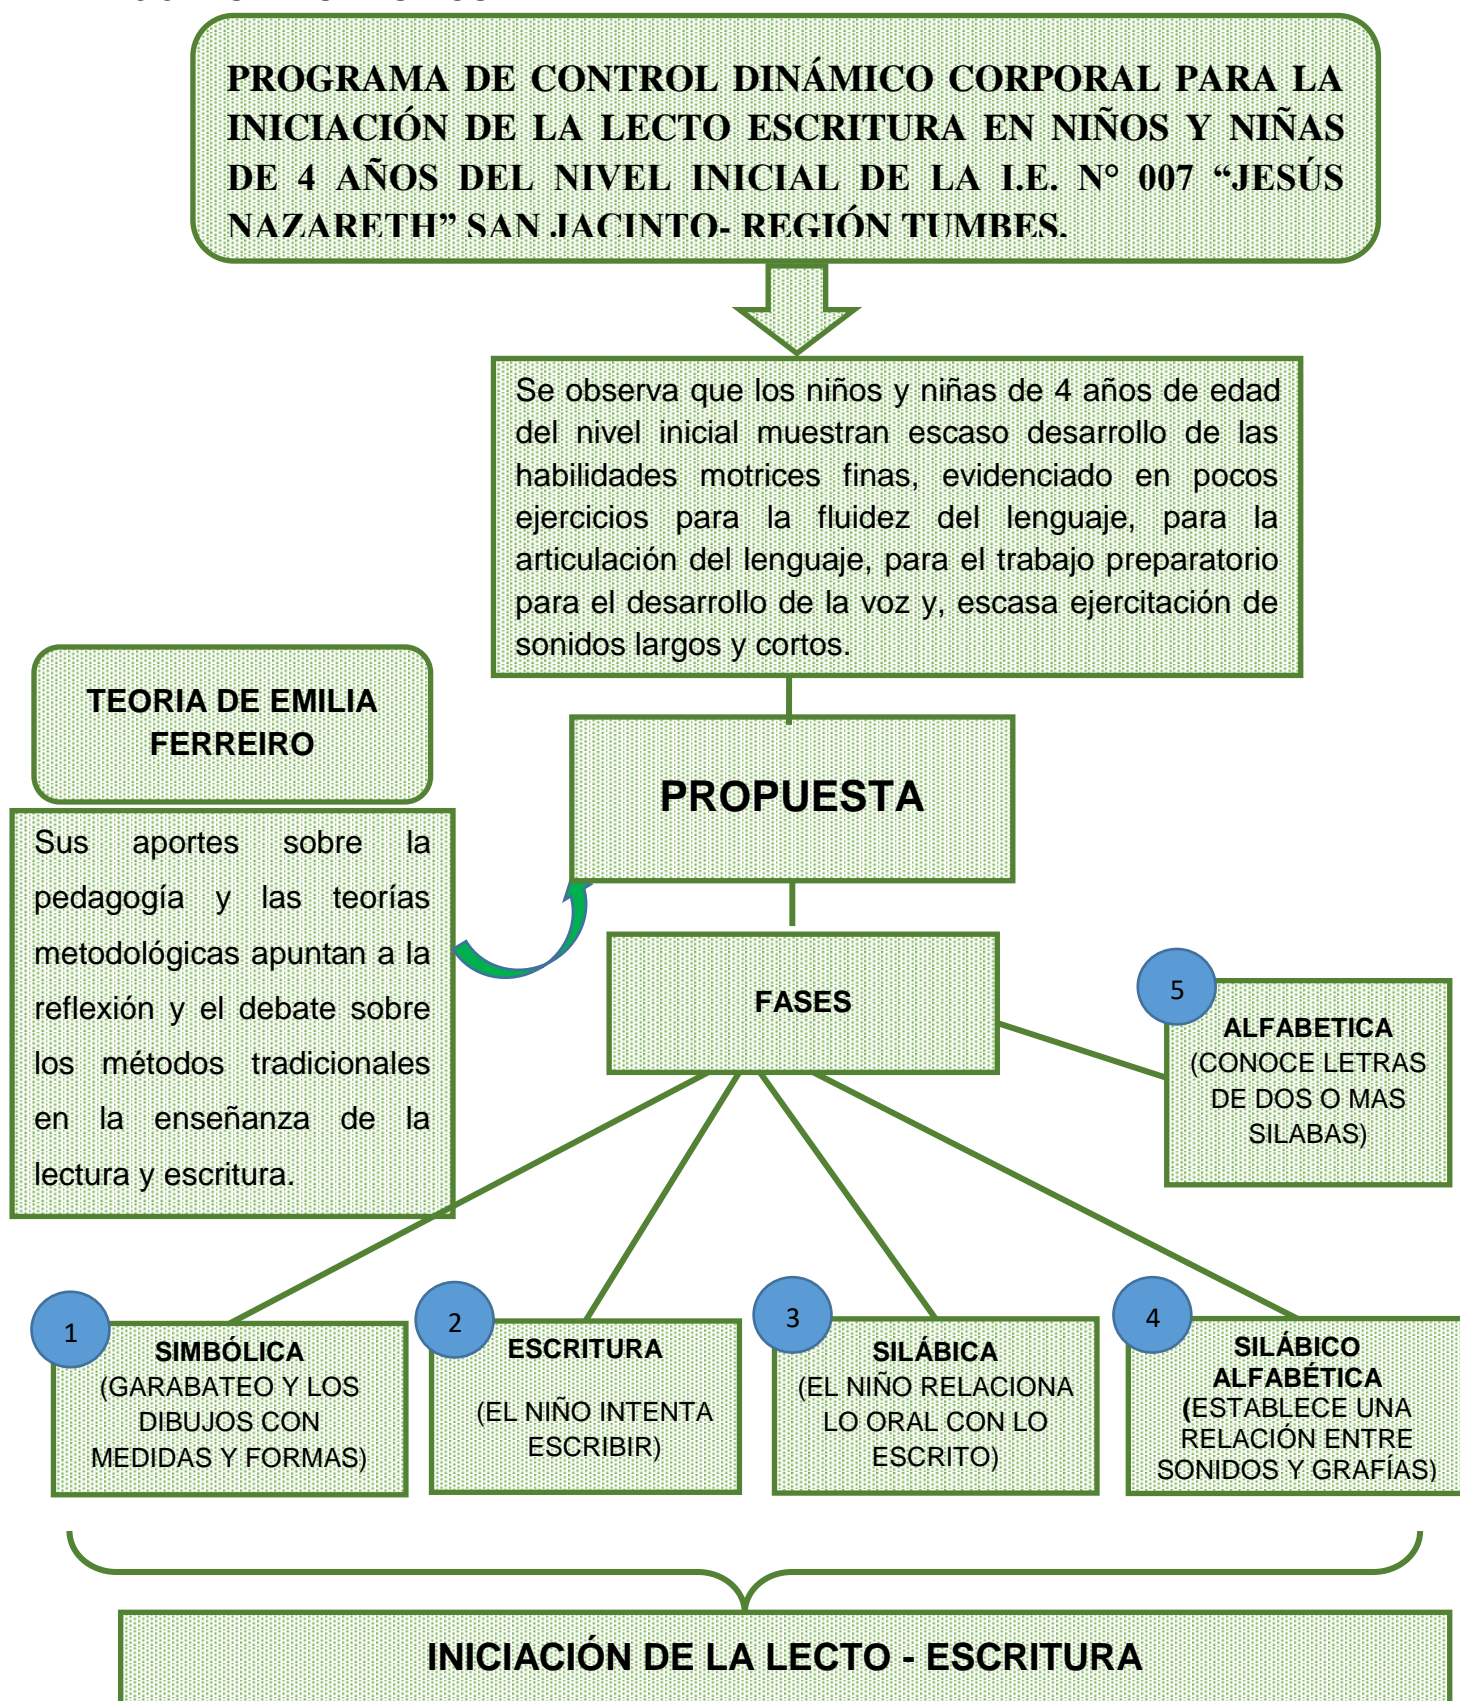 PROGRAMA DE CONTROL DINÁMICO CORPORAL PARA LA
INICIACIÓN DE LA LECTO ESCRITURA EN NIÑOS Y NIÑAS
DE 4 AÑOS DEL NIVEL INICIAL DE LA I.E. N° 007 “JESÚS
NAZARETH” SAN JACINTO- REGIÓN TUMBES.
Se observa que los niños y niñas de 4 años de edad
del nivel inicial muestran escaso desarrollo de las
habilidades motrices finas, evidenciado en pocos
ejercicios para la fluidez del lenguaje, para la
articulación del lenguaje, para el trabajo preparatorio
para el desarrollo de la voz y, escasa ejercitación de
sonidos largos y cortos.
TEORIA DE EMILIA
FERREIRO
Sus aportes sobre la
pedagogía y las teorías
metodológicas apuntan a la
reflexión y el debate sobre
los métodos tradicionales
en la enseñanza de la
lectura y escritura.
PROPUESTA
FASES
5
ALFABETICA
(CONOCE LETRAS
DE DOS O MAS
SILABAS)
1
SIMBÓLICA
(GARABATEO Y LOS
DIBUJOS CON
MEDIDAS Y FORMAS)
2
ESCRITURA
(EL NIÑO INTENTA
ESCRIBIR)
3
SILÁBICA
(EL NIÑO RELACIONA
LO ORAL CON LO
ESCRITO)
4
SILÁBICO
ALFABÉTICA
(ESTABLECE UNA
RELACIÓN ENTRE
SONIDOS Y GRAFÍAS)
INICIACIÓN DE LA LECTO - ESCRITURA